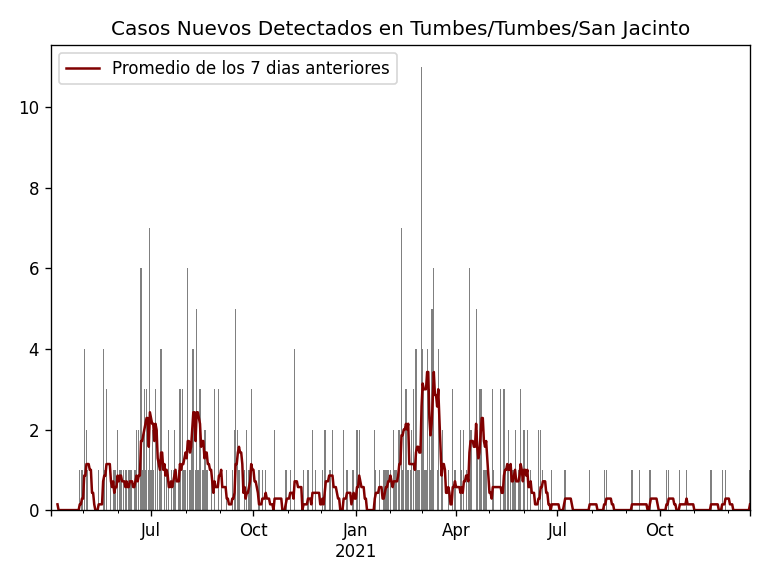 Casos Nuevos Detectados en Tumbes/Tumbes/San Jacinto
Promedio de los 7 dias anteriores
10
8
6
4
2
0
Jul
Oct
Jan
2021
Apr
Jul
Oct